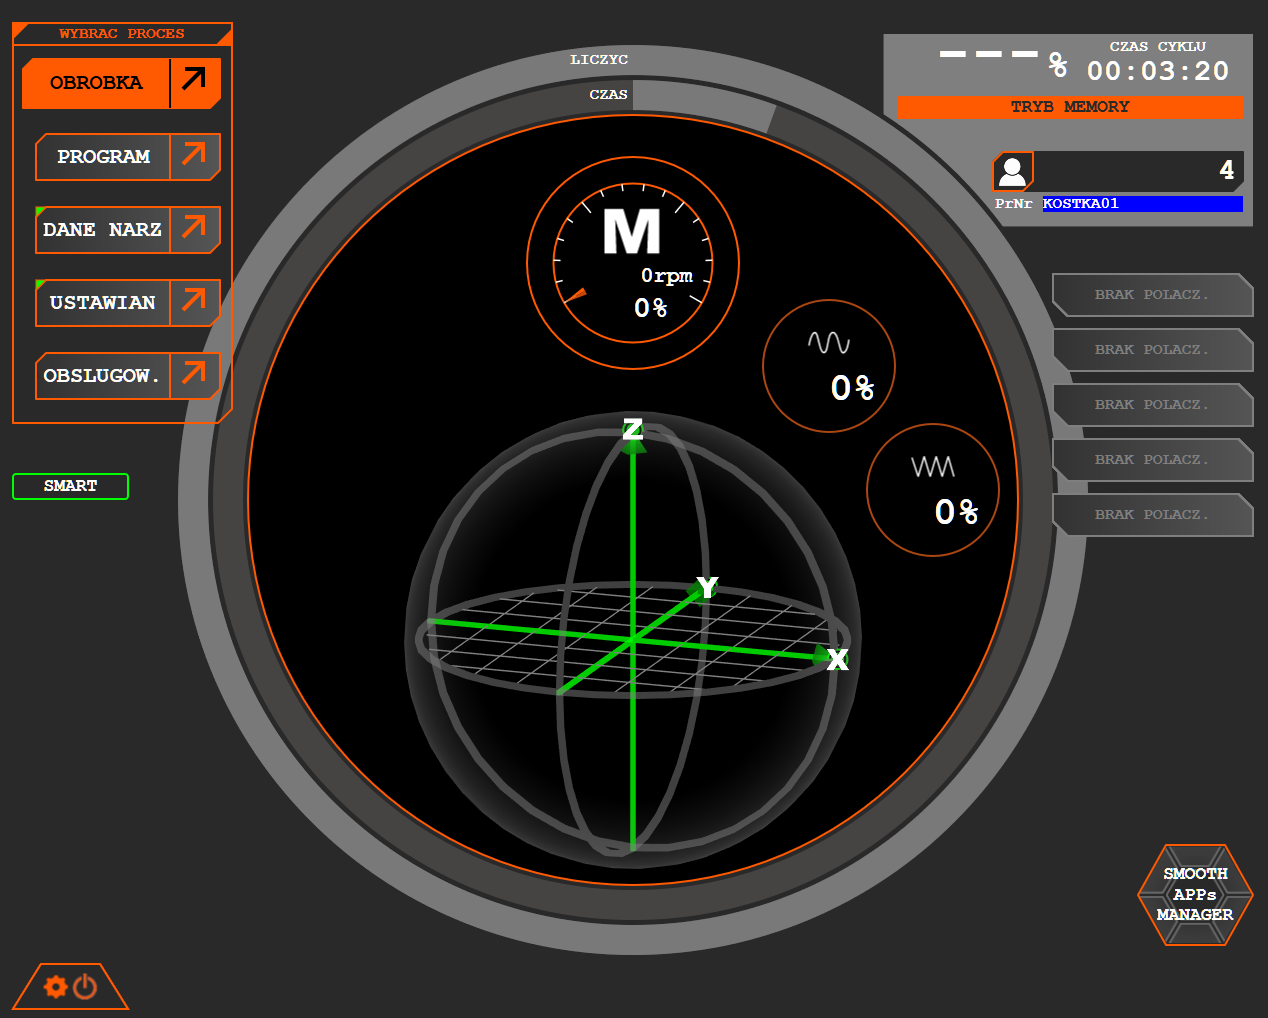 WYBRAC PROCES
OBROBKA
PROGRAM
DANE NARZ
USTAWIAN
OBSLUGOW.
SMART
LICZYC
CZAS
M
0rpm
0%
0%
0%
Z
Y
X
---%
CZAS CYKLU
00:03:20
TRYB MEMORY
4
PrNr KOSTKA01
BRAK POLACZ.
BRAK POLACZ.
BRAK POLACZ.
BRAK POLACZ.
BRAK POLACZ.
SMOOTH
APPs
MANAGER